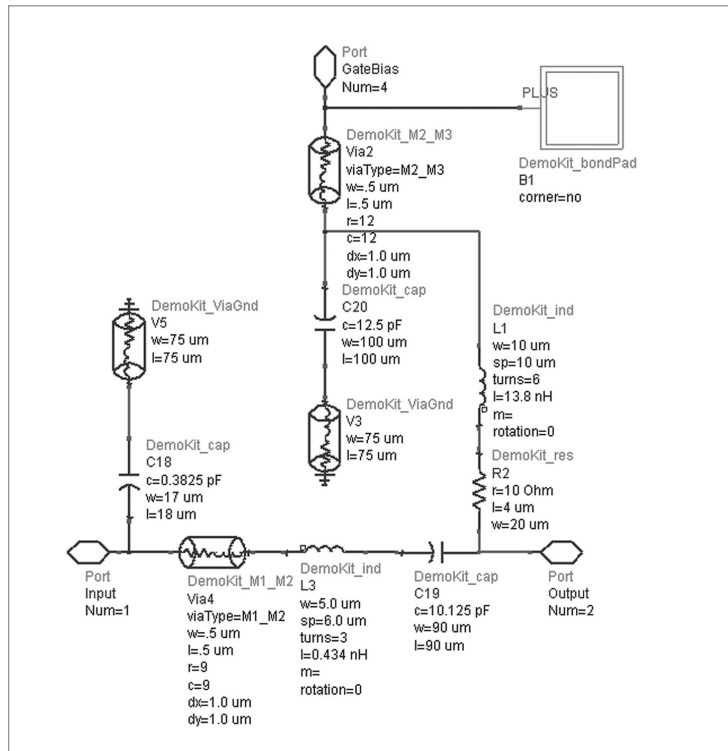 Port
GateBias
Num=4
PLUS
DemoKit_bondPad
B1
corner=no
DemoKit_M2_M3
Via2
viaType=M2_M3
w=.5 um
l=.5 um
r=12
c=12
dx=1.0 um
dy=1.0 um
DemoKit_cap
C20
c=12.5 pF
w=100 um
l=100 um
DemoKit_ViaGnd
V5
w=75 um
l=75 um
DemoKit_ind
L1
w=10 um
sp=10 um
turns=6
l=13.8 nH
m=
rotation=0
DemoKit_ViaGnd
V3
w=75 um
l=75 um
DemoKit_cap
C18
c=0.3825 pF
w=17 um
l=18 um
DemoKit_res
R2
r=10 Ohm
l=4 um
w=20 um
Port
Input
Num=1
DemoKit_M1_M2
Via4
viaType=M1_M2
w=.5 um
l=.5 um
r=9
c=9
dx=1.0 um
dy=1.0 um
DemoKit_ind
L3
w=5.0 um
sp=6.0 um
turns=3
l=0.434 nH
m=
rotation=0
DemoKit_cap
C19
c=10.125 pF
w=90 um
l=90 um
Port
Output
Num=2